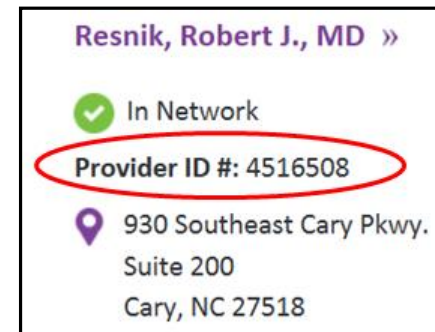 Resnik, Robert J., MD »
In Network
Provider ID #: 4516508
930 Southeast Cary Pkwy.
Suite 200
Cary, NC 27518